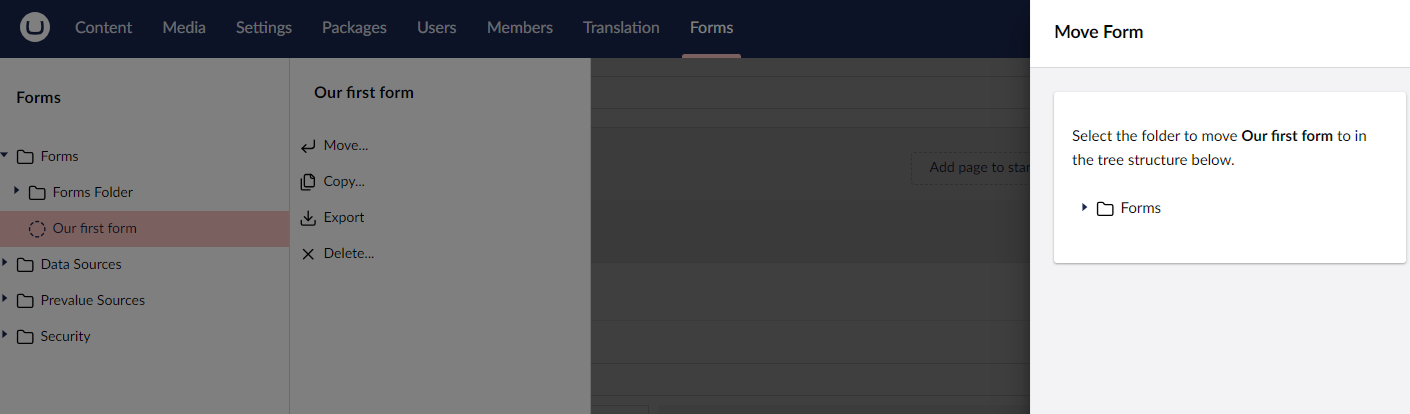 Content Media Settings Packages Users Members Translation Forms
Forms
Forms
Forms Folder
Our first form
Data Sources
Prevalue Sources
Security
Our first form
Move...
Copy...
Export
Delete...
Add page to star
Move Form
Select the folder to move Our first form to in
the tree structure below.
Forms